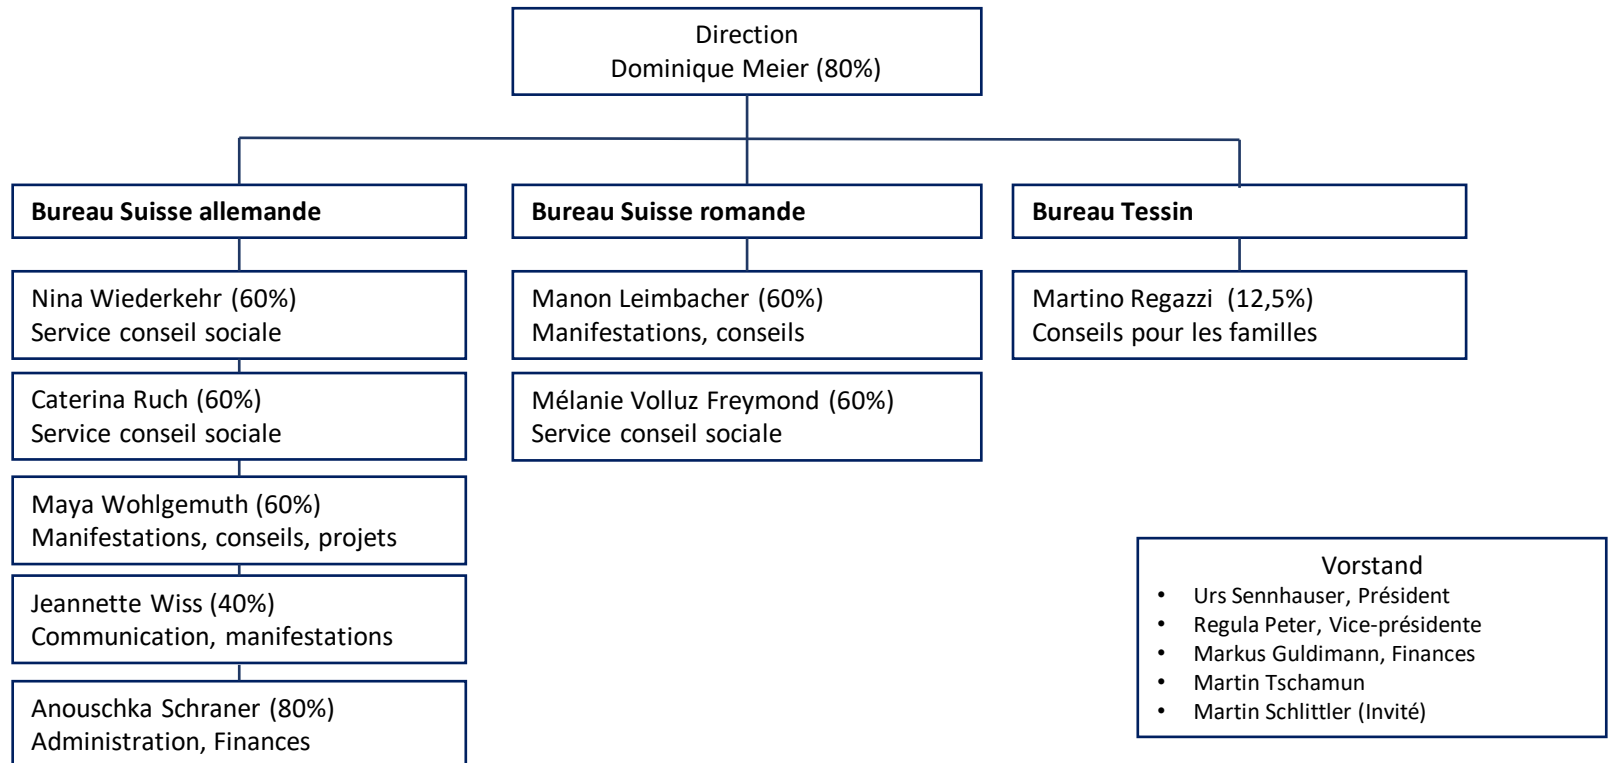 Direction
Dominique Meier (80%)
Bureau Suisse allemande
Nina Wiederkehr (60%)
Service conseil sociale
Caterina Ruch (60%)
Service conseil sociale
Maya Wohlgemuth (60%)
Manifestations, conseils, projets
Jeannette Wiss (40%)
Communication, manifestations
Anouschka Schraner (80%)
Administration, Finances
Bureau Suisse romande
Manon Leimbacher (60%)
Manifestations, conseils
Mélanie Volluz Freymond (60%)
Service conseil sociale
Bureau Tessin
Martino Regazzi  (12,5%)
Conseils pour les familles
Vorstand
• Urs Sennhauser, Président
• Regula Peter, Vice-présidente
• Markus Guldimann, Finances
• Martin Tschamun
• Martin Schlittler (Invité)